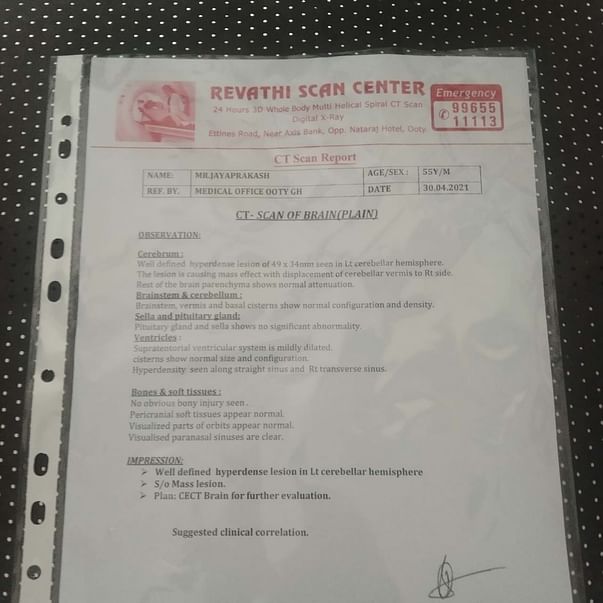 REVATHI SCAN CENTER
24 Hours 3D Whole Body Multi Helical Spiral CT Scan
Digital X-Ray
Ettines Road, Near Axis Bank, Opp. Nataraj Hotel, Ooty
Emergency
✆ 99655
11113
CT Scan Report
NAME: MR.JAYAPRAKASH AGE/SEX : 55Y/M
REF. BY. MEDICAL OFFICE OOTY GH DATE 30.04.2021
CT- SCAN OF BRAIN(PLAIN)
OBSERVATION:
Cerebrum :
Well defined hyperdense lesion of 49 x 34mm seen in Lt cerebellar hemisphere.
The lesion is causing mass effect with displacement of cerebellar vermis to Rt side.
Rest of the brain parenchyma shows normal attenuation.
Brainstem & cerebellum :
Brainstem, vermis and basal cisterns show normal configuration and density.
Sella and pituitary gland:
Pituitary gland and sella shows no significant abnormality.
Ventricles :
Supratentorial ventricular system is mildly dilated.
cisterns show normal size and configuration.
Hyperdensity seen along straight sinus and Rt transverse sinus.
Bones & soft tissues :
No obvious bony injury seen .
Pericranial soft tissues appear normal.
Visualized parts of orbits appear normal.
Visualised paranasal sinuses are clear.
IMPRESSION:
➢ Well defined hyperdense lesion in Lt cerebellar hemisphere
➢ S/o Mass lesion.
➢ Plan: CECT Brain for further evaluation.
Suggested clinical correlation.